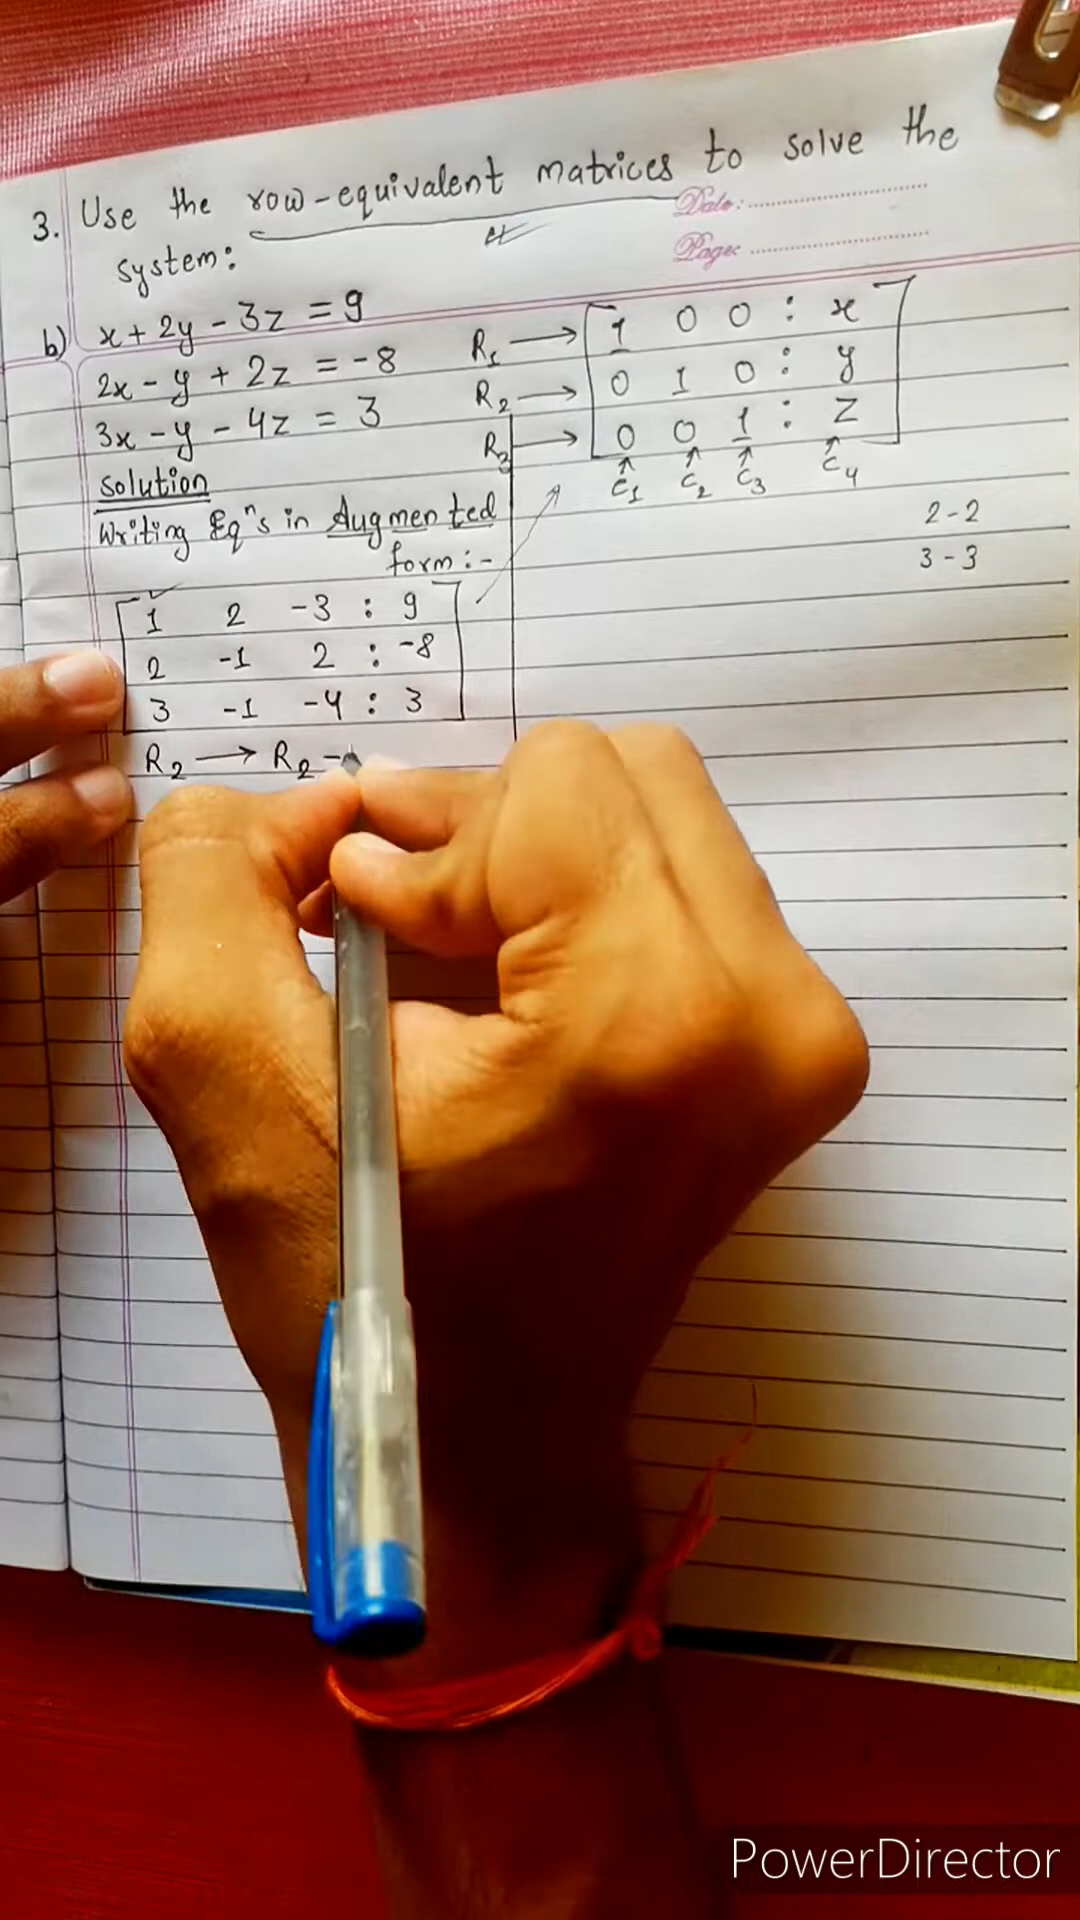 3. Use the row-equivalent matrices to solve the
Date:
system:
Page:
b) x + 2y - 3z = 9
2x - y + 2z = -8
3x - y - 4z = 3
Solution
Writing Eqⁿs in Augmented
form :-
1 2 -3 : 9
2 -1 2 : -8
3 -1 -4 : 3
R₂ → R₂ -
R₁ → 1 0 0 : x
R₂ → 0 1 0 : y
R₃ → 0 0 1 : z
↑ ↑ ↑ ↑
C₁ C₂ C₃ C₄
2-2
3-3
PowerDirector